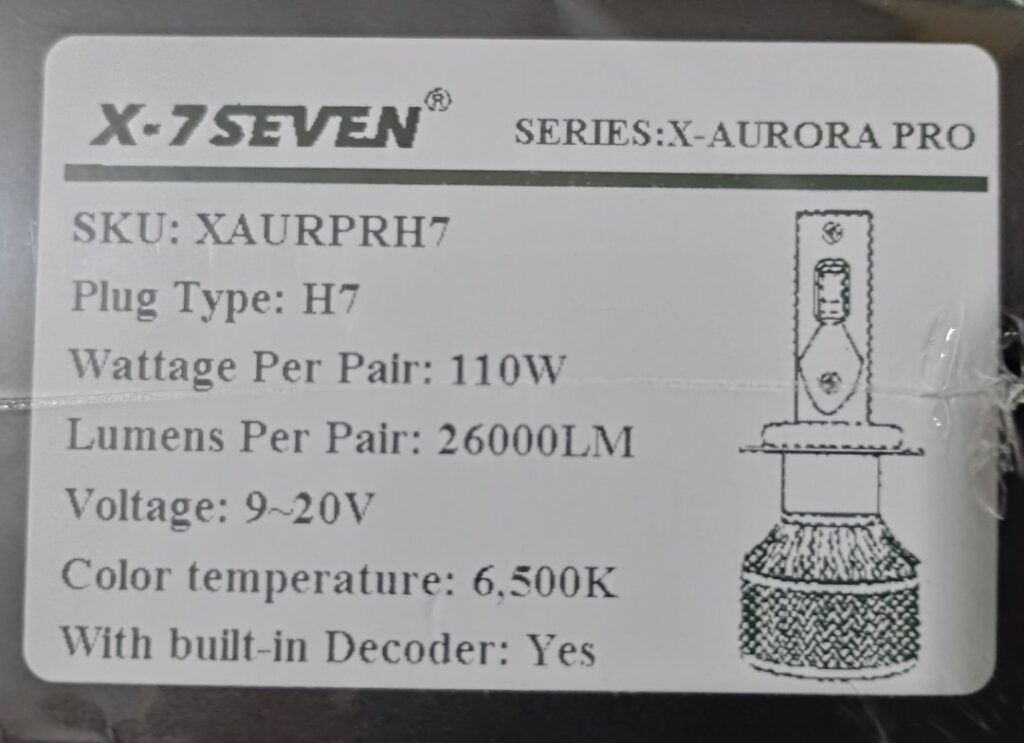 X-7SEVEN®
SERIES:X-AURORA PRO
SKU: XAURPRH7
Plug Type: H7
Wattage Per Pair: 110W
Lumens Per Pair: 26000LM
Voltage: 9~20V
Color temperature: 6,500K
With built-in Decoder: Yes